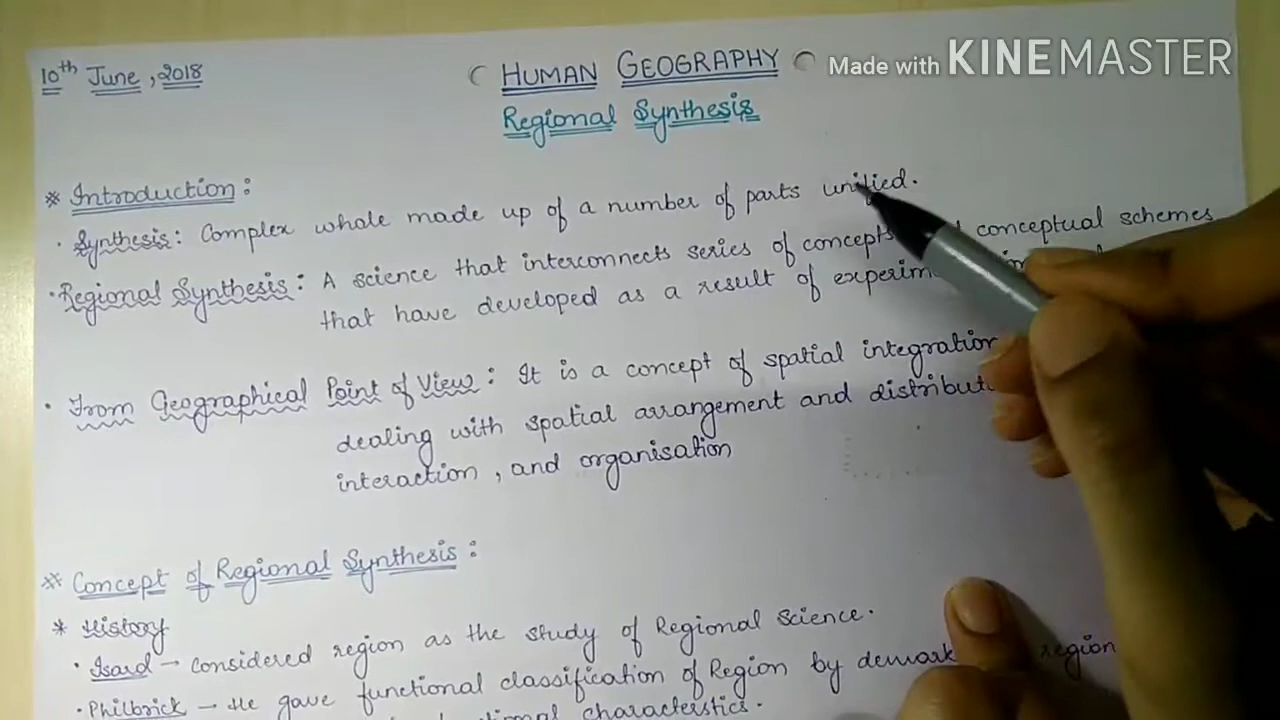 10th June, 2018
HUMAN GEOGRAPHY
Made with KINEMASTER
Regional Synthesis
* Introduction:
· Synthesis: Complex whole made up of a number of parts unified.
· Regional Synthesis: A science that interconnects series of concepts conceptual schemes
that have developed as a result of
· From Geographical Point of View: It is a concept of spatial integration
dealing with spatial arrangement and
interaction, and organisation
* Concept of Regional Synthesis:
* History
· Isard → considered region as the study of Regional science.
· Philbrick → He gave functional classification of Region by region
characteristics.